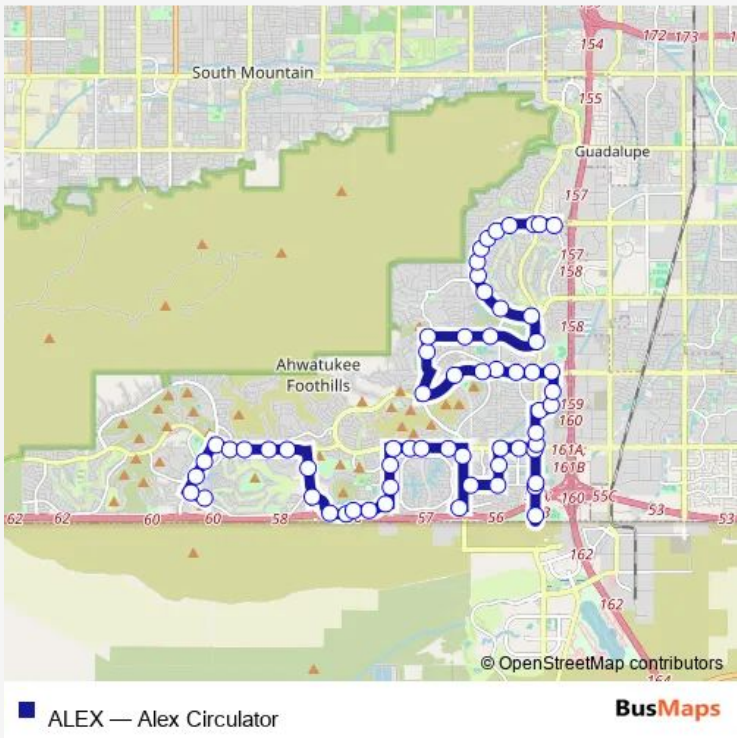 154
172 173
South Mountain
155
Guadalupe
157
157
158
158
Ahwatukee
Foothills
159
160
161A;
161B
62
62
60
60
58
57
56
160
55C
53
53
162
162
164
© OpenStreetMap contributors
ALEX — Alex Circulator
BusMaps